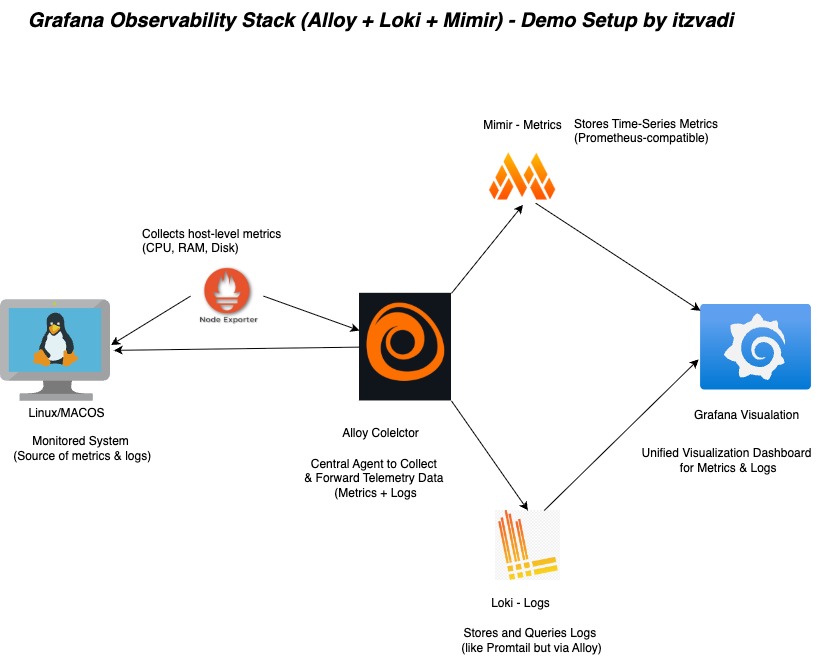 Grafana Observability Stack (Alloy + Loki + Mimir) - Demo Setup by itzvadi
Mimir - Metrics
Stores Time-Series Metrics
(Prometheus-compatible)
Collects host-level metrics
(CPU, RAM, Disk)
Node Exporter
Linux/MACOS
Monitored System
(Source of metrics & logs)
Alloy Colelctor
Central Agent to Collect
& Forward Telemetry Data
(Metrics + Logs
Grafana Visualation
Unified Visualization Dashboard
for Metrics & Logs
Loki - Logs
Stores and Queries Logs
(like Promtail but via Alloy)